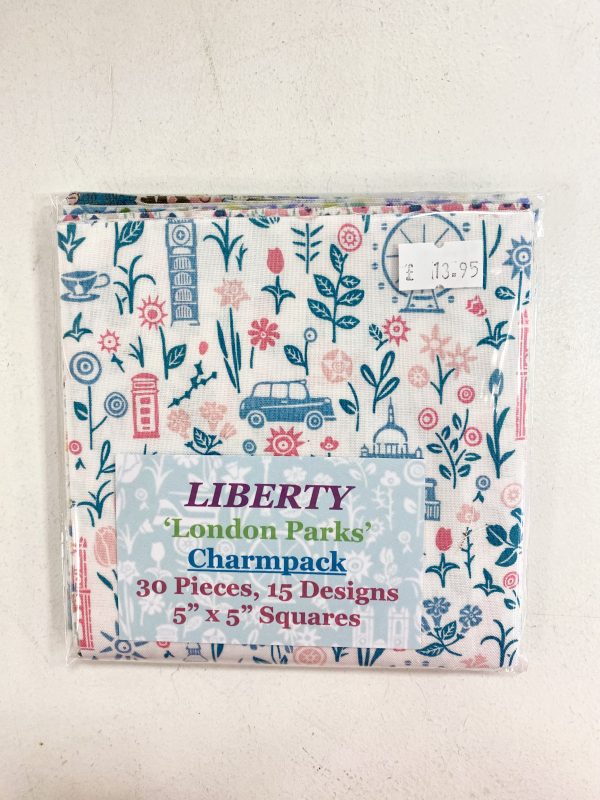 £ 13.95
LIBERTY
‘London Parks’
Charmpack
30 Pieces, 15 Designs
5” x 5” Squares